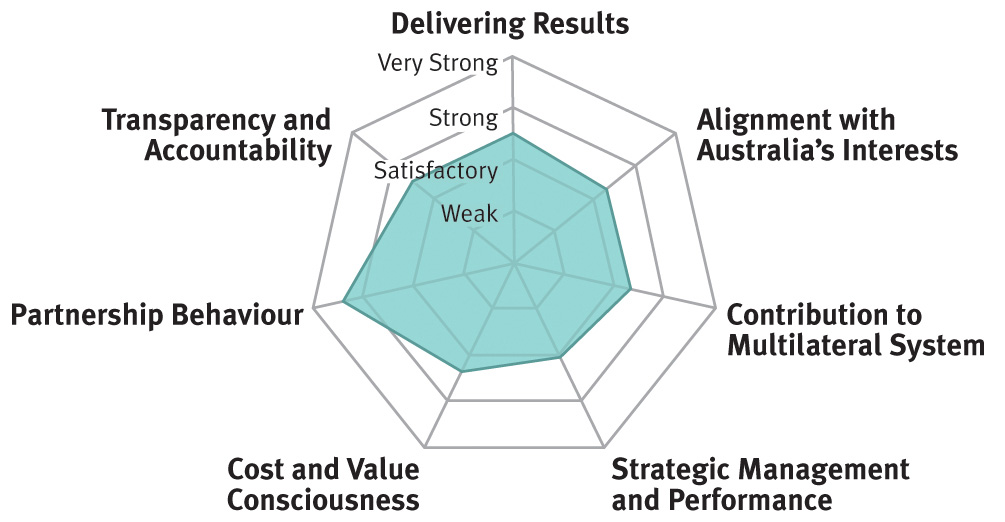 Delivering Results
Very Strong
Strong
Satisfactory
Weak
Transparency and
Accountability
Alignment with
Australia’s Interests
Partnership Behaviour
Contribution to
Multilateral System
Cost and Value
Consciousness
Strategic Management
and Performance